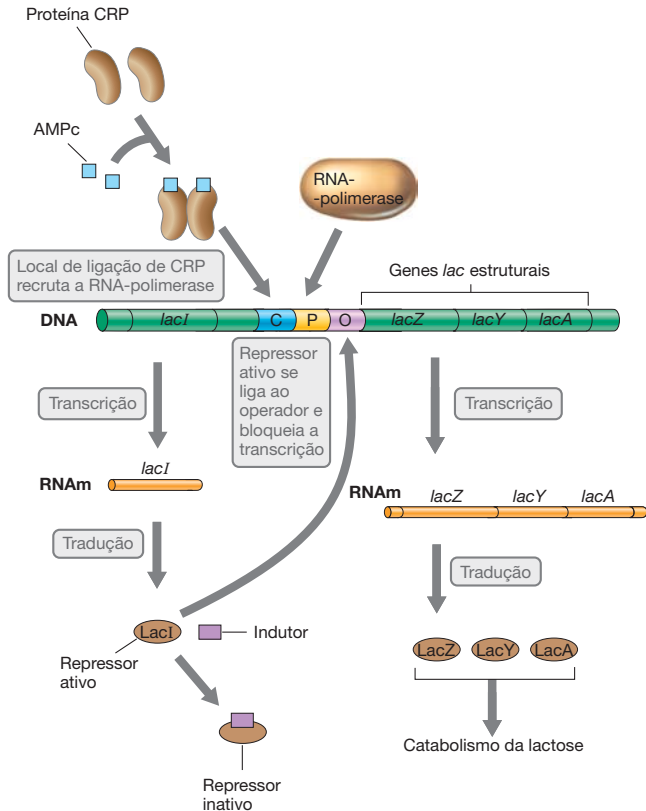 Proteína CRP
AMPc
RNA-
-polimerase
Local de ligação de CRP
recruta a RNA-polimerase
Genes lac estruturais
DNA
lacI
C
P
O
lacZ
lacY
lacA
Repressor
ativo se
liga ao
operador e
bloqueia a
transcrição
Transcrição
Transcrição
lacI
RNAm
RNAm
lacZ
lacY
lacA
Tradução
Tradução
LacI
Indutor
Repressor
ativo
LacZ
LacY
LacA
Catabolismo da lactose
Repressor
inativo